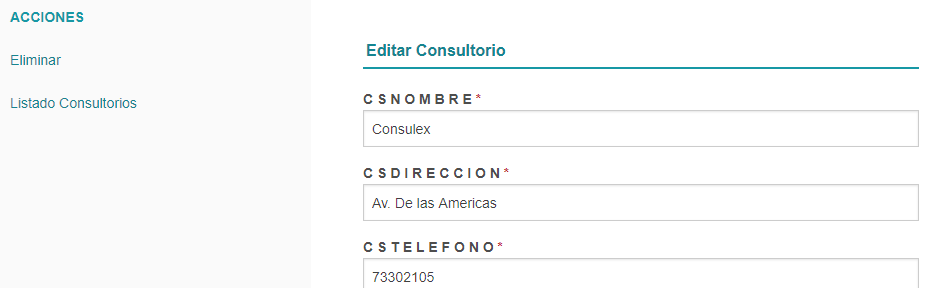 ACCIONES
Eliminar
Listado Consultorios
Editar Consultorio
CSNOMBRE*
Consulex
CSDIRECCION*
Av. De las Americas
CSTELEFONO*
73302105